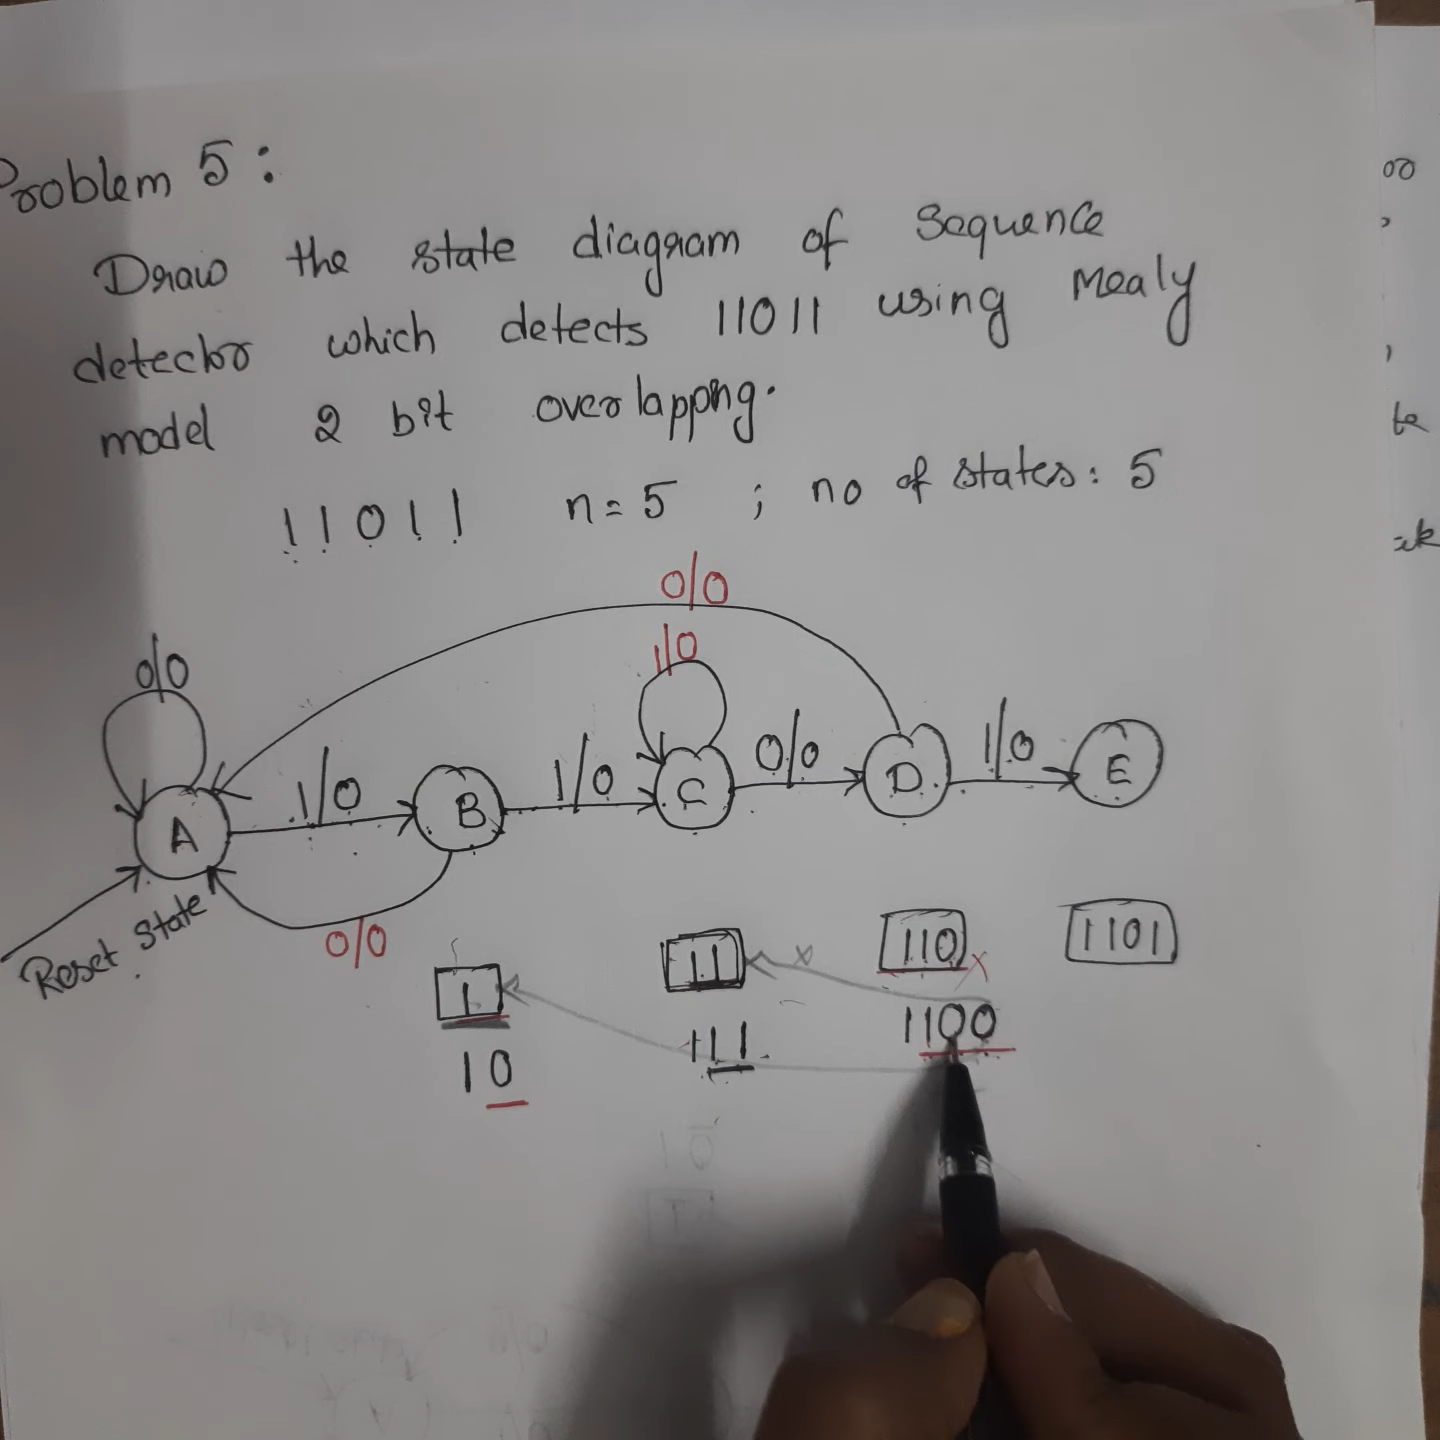 Problem 5 :
Draw the state diagram of Sequence
detector which detects 11011 using Mealy
model 2 bit overlapping.
11011 n = 5 ; no of states : 5
0/0
0/0
1/0
A
1/0
B
1/0
C
0/0
D
1/0
E
Reset State
0/0
1
11
110
x
x
1101
10
111
1100